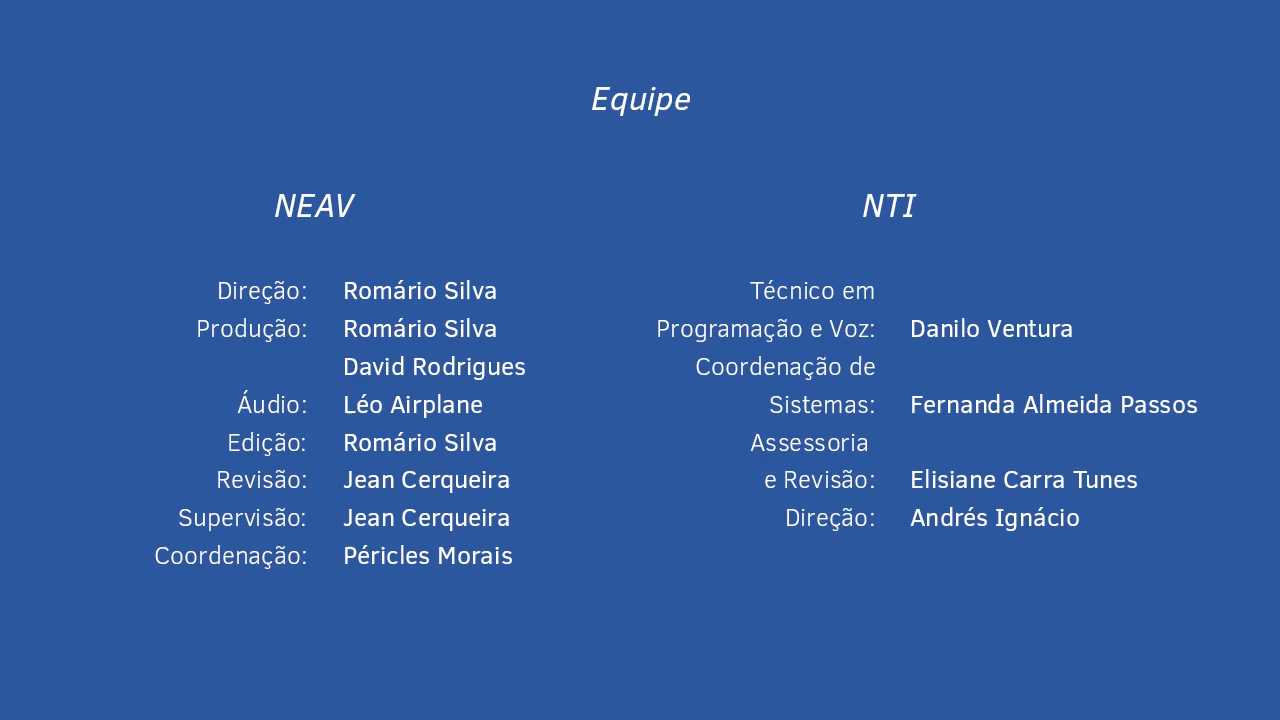 Equipe
NEAV
Direção: Romário Silva
Produção: Romário Silva
David Rodrigues
Áudio: Léo Airplane
Edição: Romário Silva
Revisão: Jean Cerqueira
Supervisão: Jean Cerqueira
Coordenação: Péricles Morais
NTI
Técnico em
Programação e Voz: Danilo Ventura
Coordenação de
Sistemas: Fernanda Almeida Passos
Assessoria
e Revisão: Elisiane Carra Tunes
Direção: Andrés Ignácio